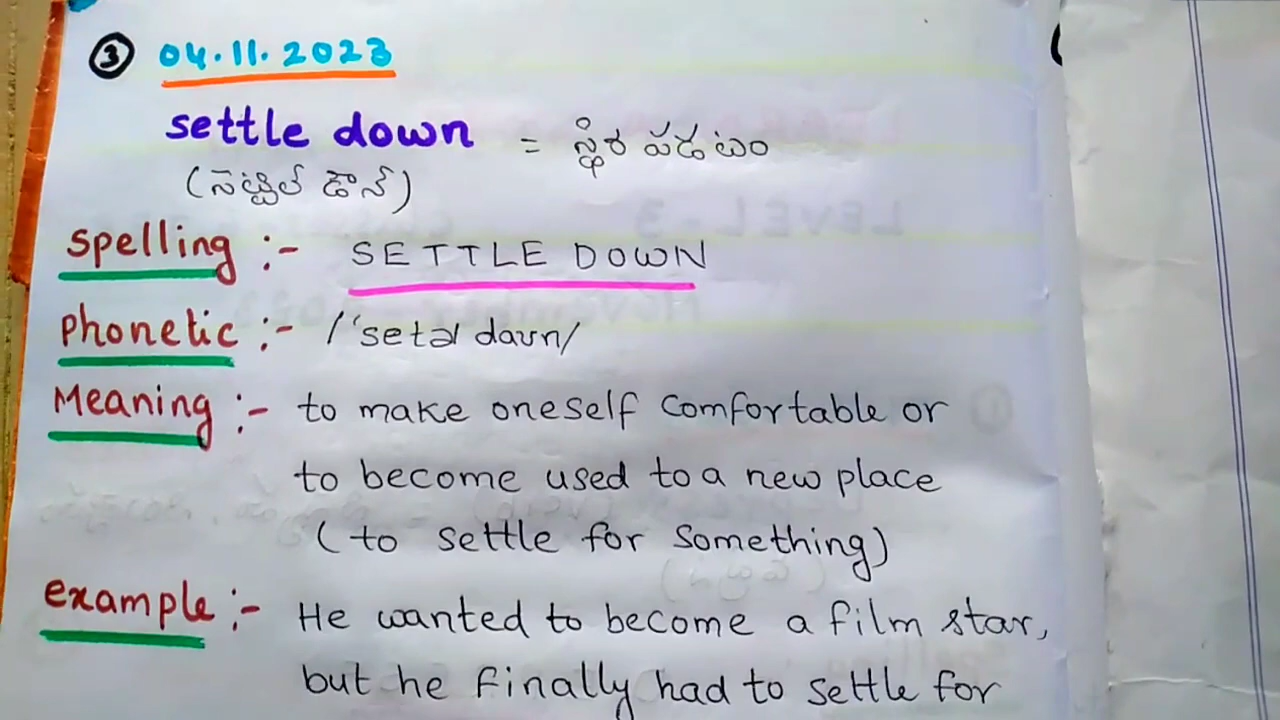 ③ 04.11.2023
settle down = స్థిర పడటం
(సెట్టిల్ డౌన్)
spelling :- SETTLE DOWN
phonetic :- /ˈsetəl daʊn/
Meaning :- to make oneself comfortable or
to become used to a new place
(to settle for something)
example :- He wanted to become a film star,
but he finally had to settle for